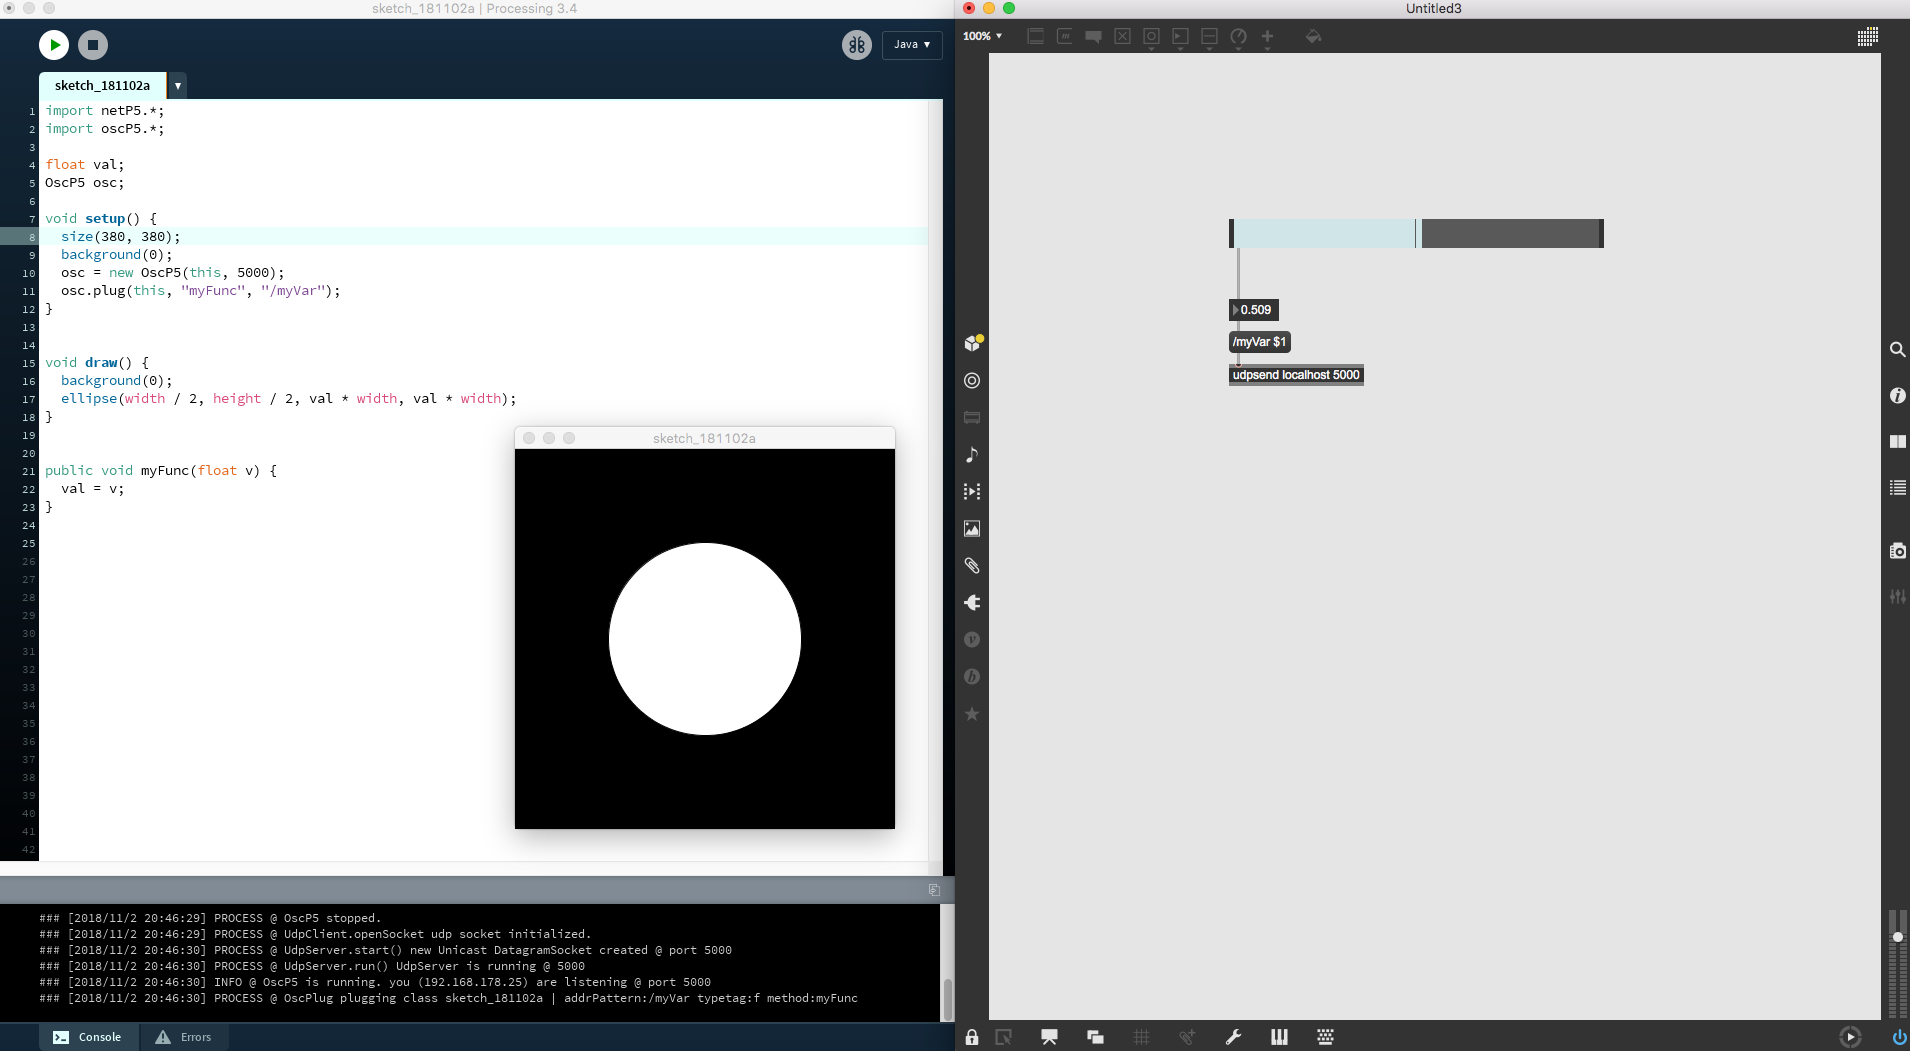 sketch_181102a | Processing 3.4
Java ▾
sketch_181102a ▾
1 import netP5.*;
2 import oscP5.*;
3
4 float val;
5 OscP5 osc;
6
7 void setup() {
8   size(380, 380);
9   background(0);
10   osc = new OscP5(this, 5000);
11   osc.plug(this, "myFunc", "/myVar");
12 }
13
14
15 void draw() {
16   background(0);
17   ellipse(width / 2, height / 2, val * width, val * width);
18 }
19
20
21 public void myFunc(float v) {
22   val = v;
23 }
24
25
26
27
28
29
30
31
32
33
34
35
36
37
38
39
40
41
42
sketch_181102a
### [2018/11/2 20:46:29] PROCESS @ OscP5 stopped.
### [2018/11/2 20:46:29] PROCESS @ UdpClient.openSocket udp socket initialized.
### [2018/11/2 20:46:30] PROCESS @ UdpServer.start() new Unicast DatagramSocket created @ port 5000
### [2018/11/2 20:46:30] PROCESS @ UdpServer.run() UdpServer is running @ 5000
### [2018/11/2 20:46:30] INFO @ OscP5 is running. you (192.168.178.25) are listening @ port 5000
### [2018/11/2 20:46:30] PROCESS @ OscPlug plugging class sketch_181102a | addrPattern:/myVar typetag:f method:myFunc
Console
Errors
Untitled3
100% ▾
0.509
/myVar $1
udpsend localhost 5000